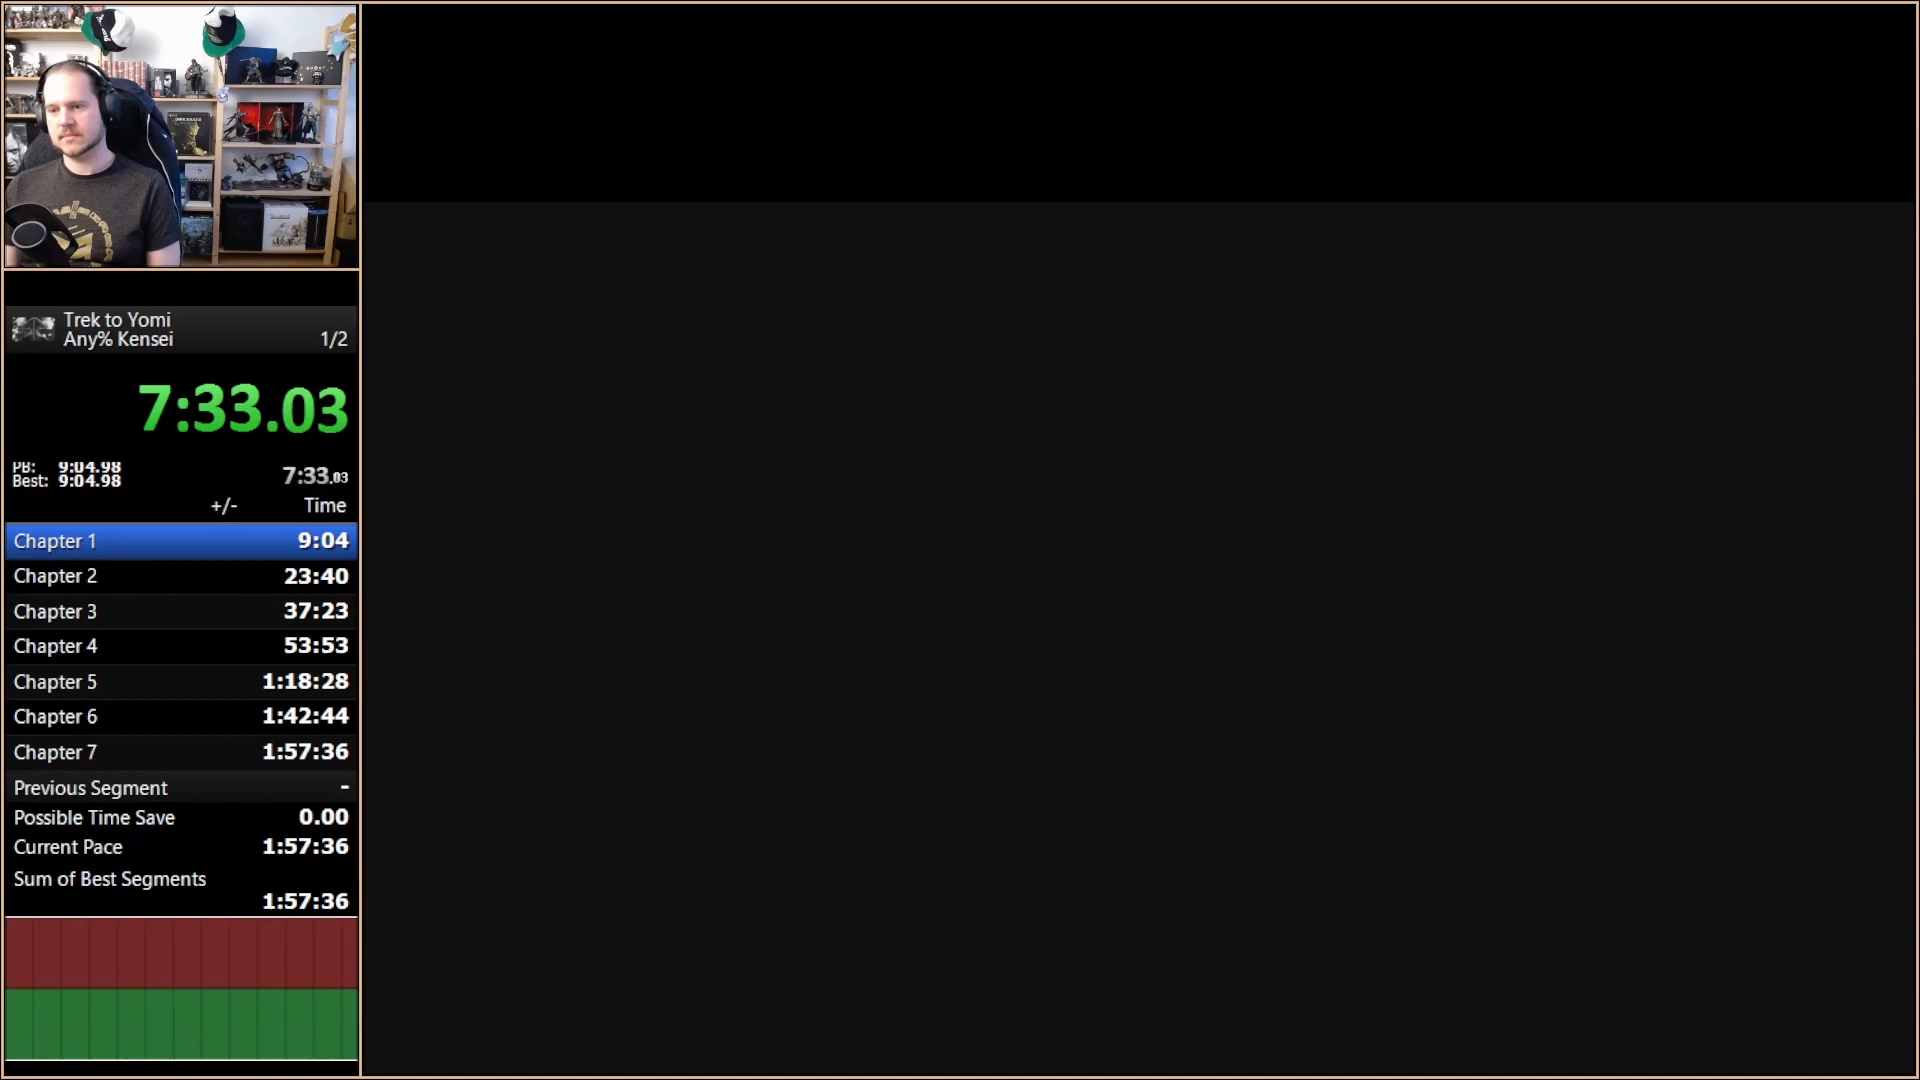 Trek to Yomi
Any% Kensei
1/2
7:33.03
PB: 9:04.98
Best: 9:04.98
7:33.03
+/- Time
Chapter 1 9:04
Chapter 2 23:40
Chapter 3 37:23
Chapter 4 53:53
Chapter 5 1:18:28
Chapter 6 1:42:44
Chapter 7 1:57:36
Previous Segment -
Possible Time Save 0.00
Current Pace 1:57:36
Sum of Best Segments
1:57:36